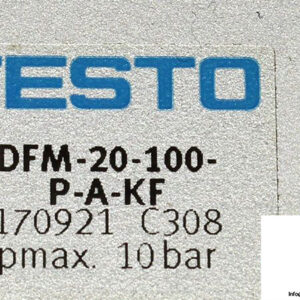 FESTO
DFM-20-100-
P-A-KF
170921 C308
pmax. 10 bar